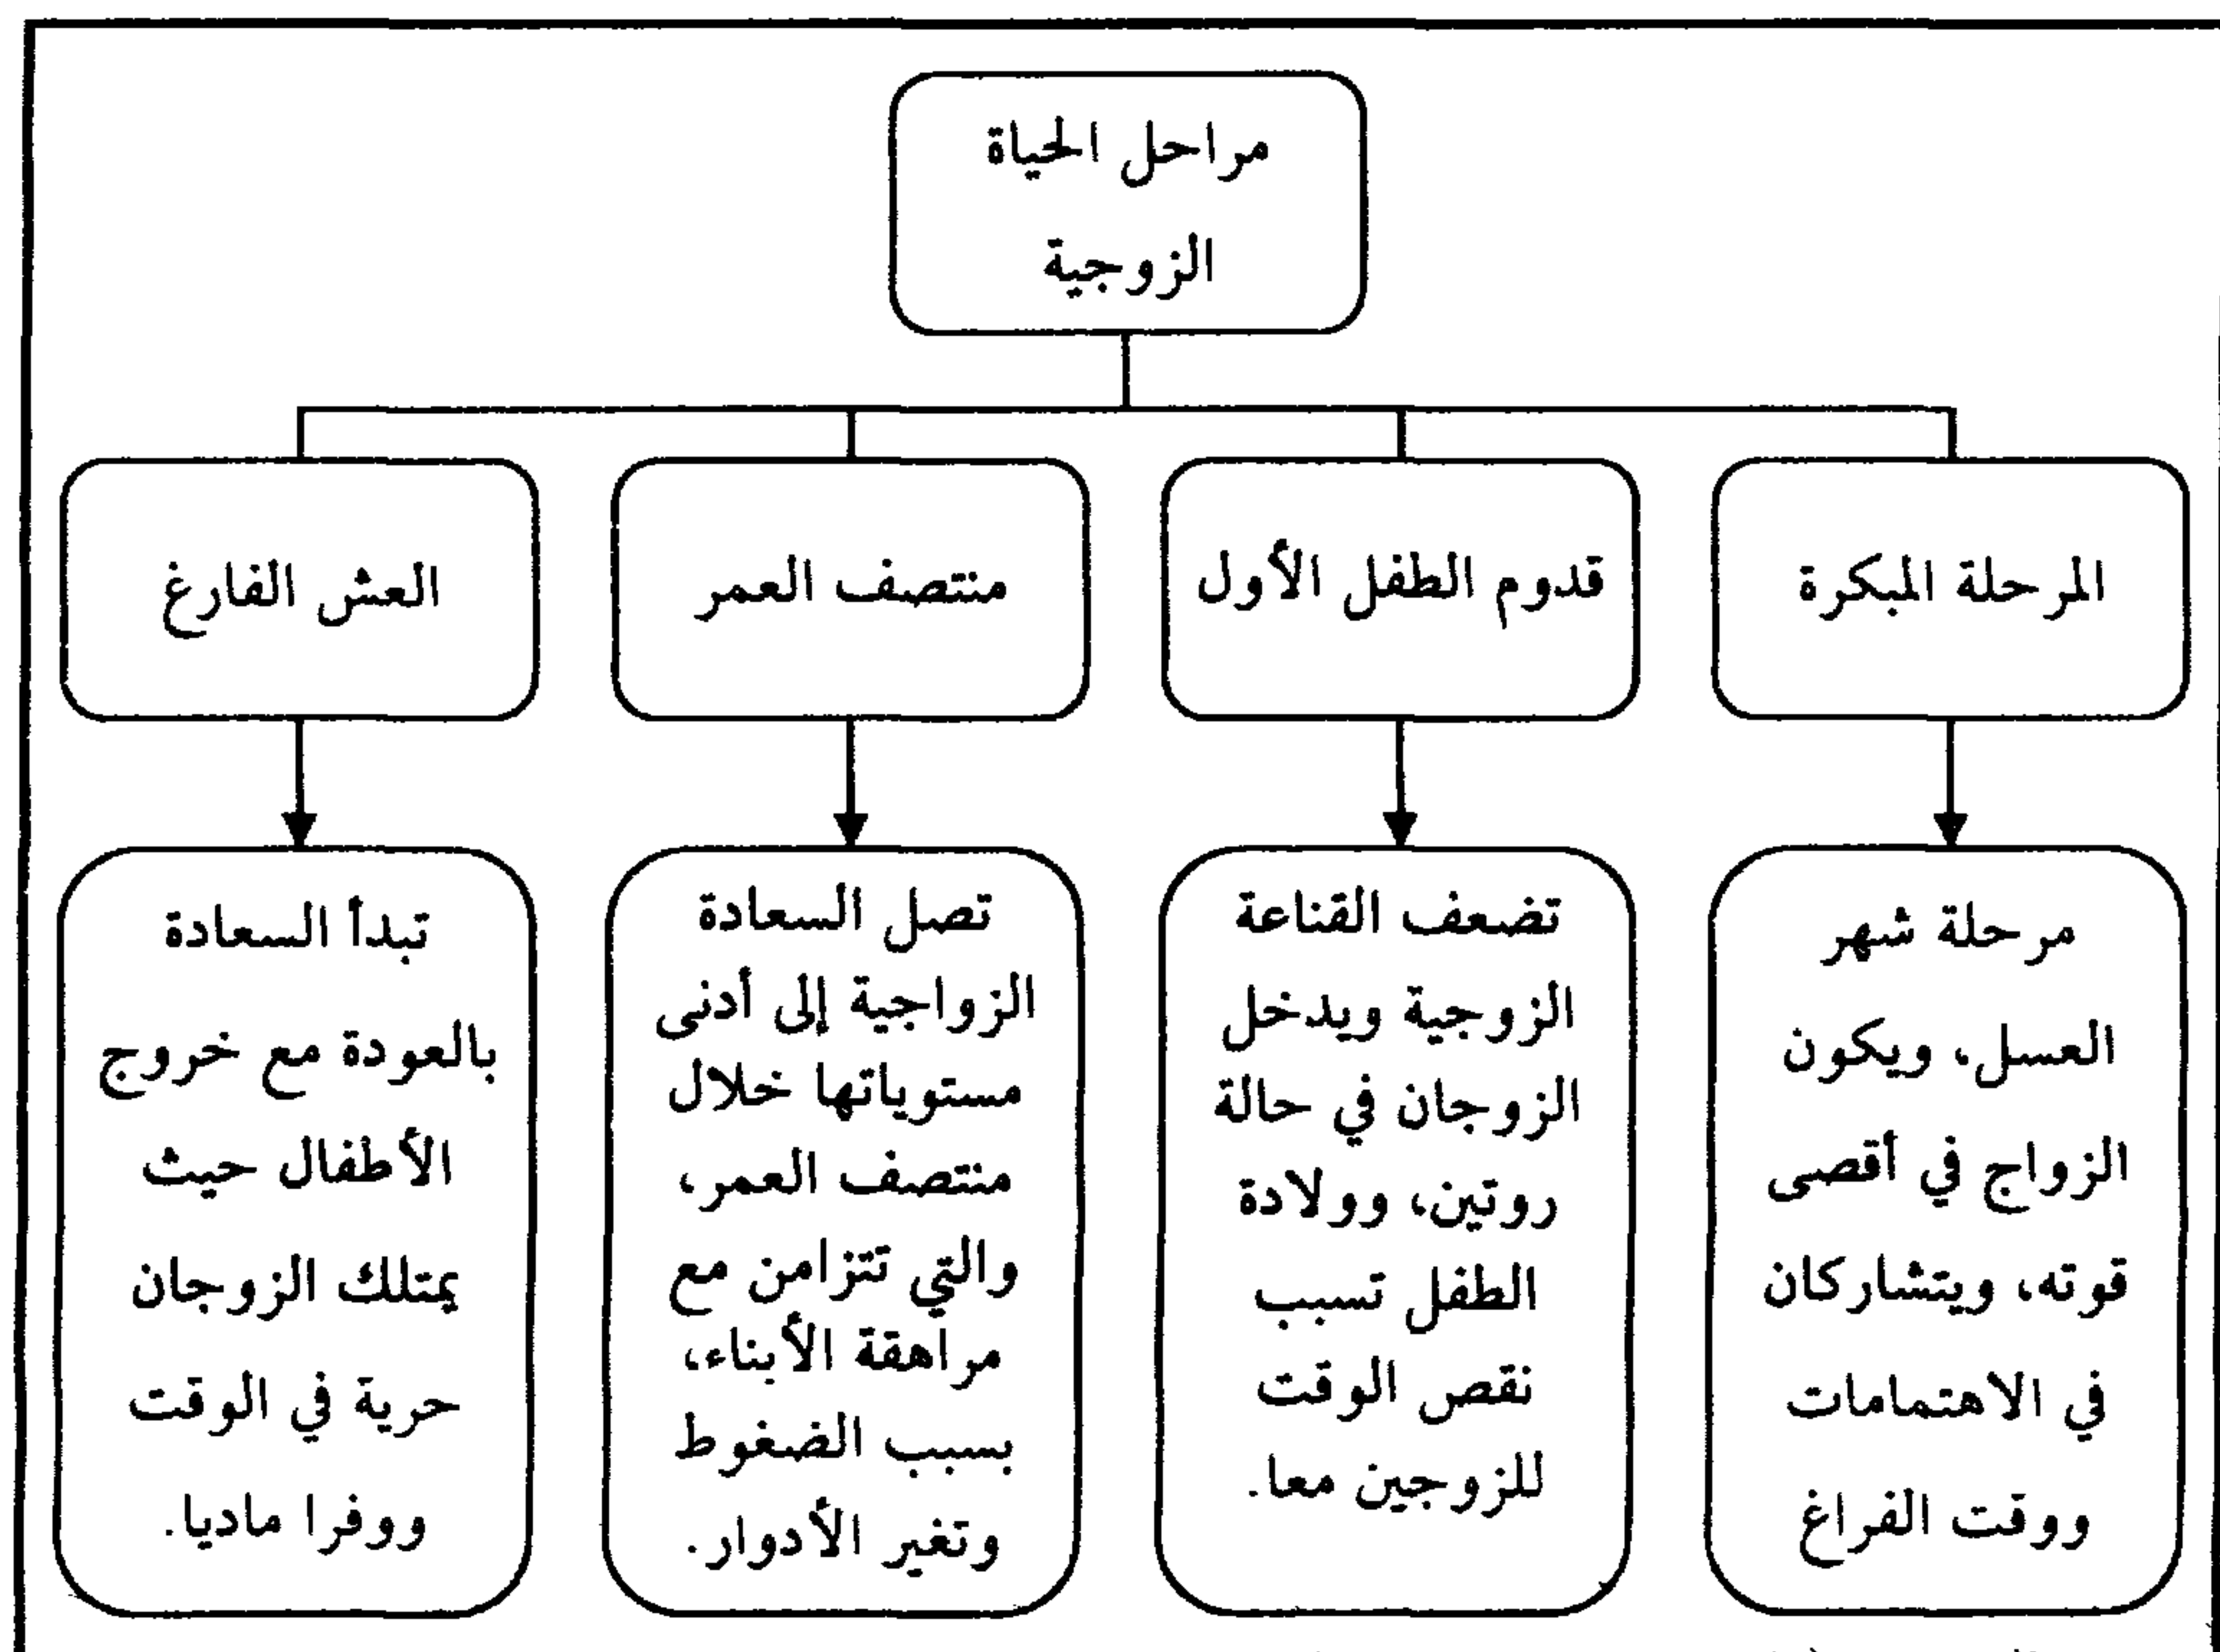 مراحل الحياة
الزوجية
المرحلة المبكرة
قدوم الطفل الأول
منتصف العمر
العش الفارغ
مرحلة شهر
العسل، ويكون
الزواج في أقصى
قوته، ويتشاركان
في الاهتمامات
ووقت الفراغ
تضعف القناعة
الزوجية ويدخل
الزوجان في حالة
روتين، وولادة
الطفل تسبب
نقص الوقت
للزوجين معا.
تصل السعادة
الزواجية إلى أدنى
مستوياتها خلال
منتصف العمر،
والتي تتزامن مع
مراهقة الأبناء،
بسبب الضغوط
وتغير الأدوار.
تبدأ السعادة
بالعودة مع خروج
الأطفال حيث
يمتلك الزوجان
حرية في الوقت
ووفرا ماديا.